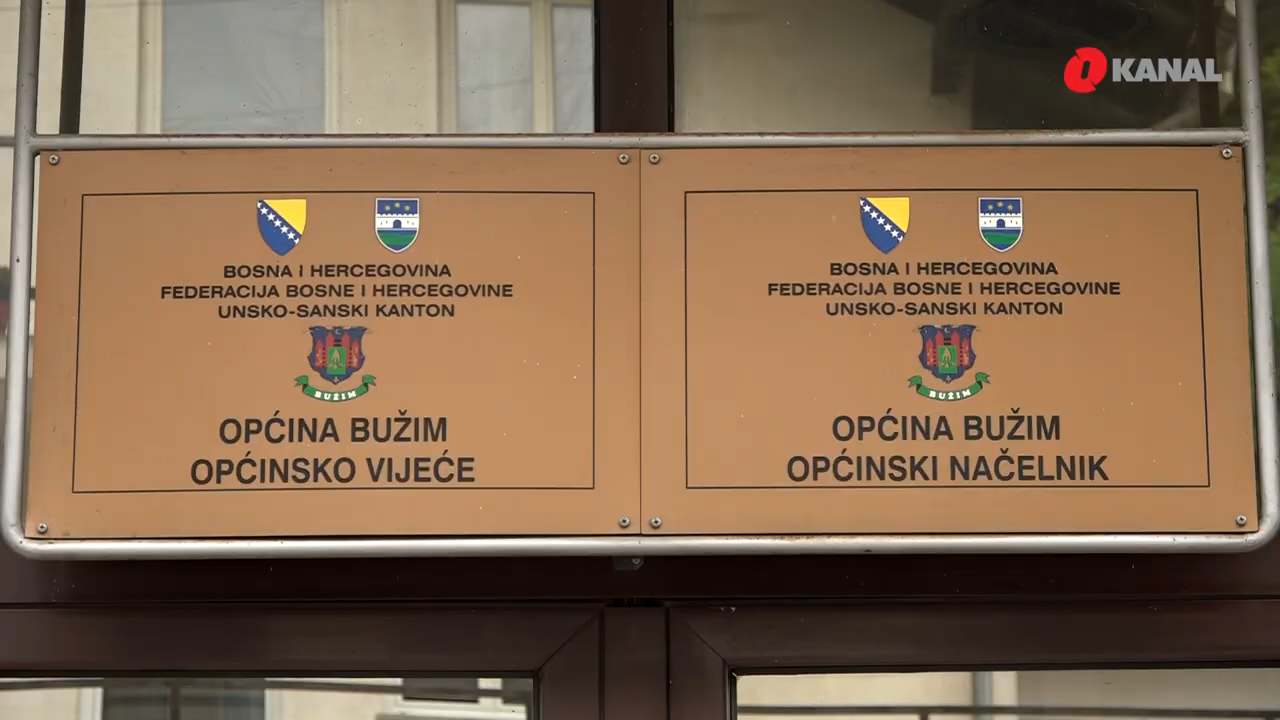 KANAL
BOSNA I HERCEGOVINA
FEDERACIJA BOSNE I HERCEGOVINE
UNSKO-SANSKI KANTON
BUŽIM
OPĆINA BUŽIM
OPĆINSKO VIJEĆE
BOSNA I HERCEGOVINA
FEDERACIJA BOSNE I HERCEGOVINE
UNSKO-SANSKI KANTON
BUŽIM
OPĆINA BUŽIM
OPĆINSKI NAČELNIK